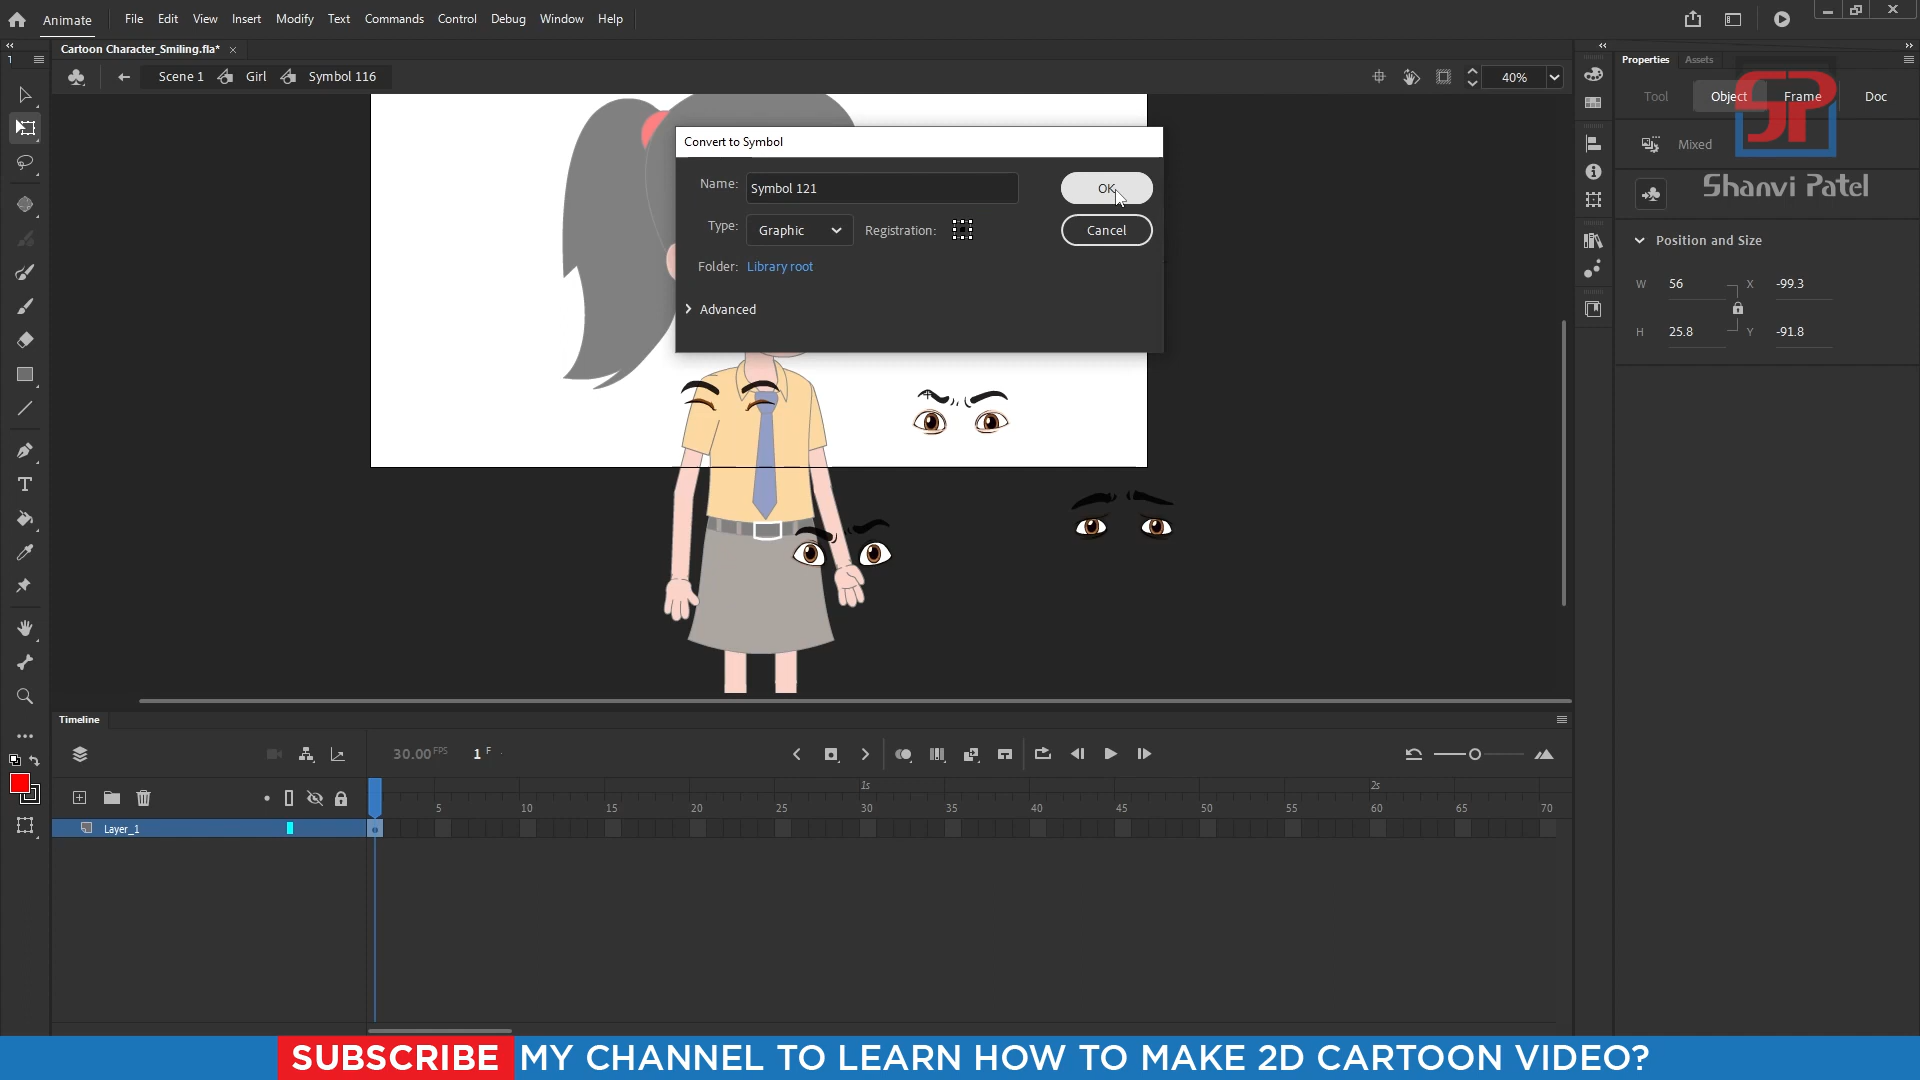 Animate File Edit View Insert Modify Text Commands Control Debug Window Help
Cartoon Character_Smiling.fla* ×
Scene 1 Girl Symbol 116 40%
Properties Assets
Tool Object Frame Doc
Mixed
SP
Shanvi Patel
Position and Size
W 56 X -99.3
H 25.8 Y -91.8
Convert to Symbol
Name: Symbol 121 OK
Type: Graphic Registration: Cancel
Folder: Library root
Advanced
Timeline
30.00 FPS 1 F
1s 2s
5 10 15 20 25 30 35 40 45 50 55 60 65 70
Layer_1
SUBSCRIBE MY CHANNEL TO LEARN HOW TO MAKE 2D CARTOON VIDEO?